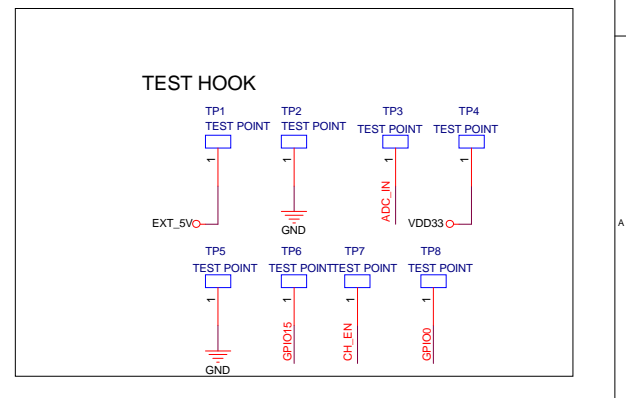 TEST HOOK
TP1 TP2 TP3 TP4
TEST POINT TEST POINT TEST POINT TEST POINT
1 1 1 1
ADC_IN
EXT_5V GND VDD33
A
TP5 TP6 TP7 TP8
TEST POINT TEST POINT TEST POINT TEST POINT
1 1 1 1
GPIO15 CH_EN GPIO0
GND